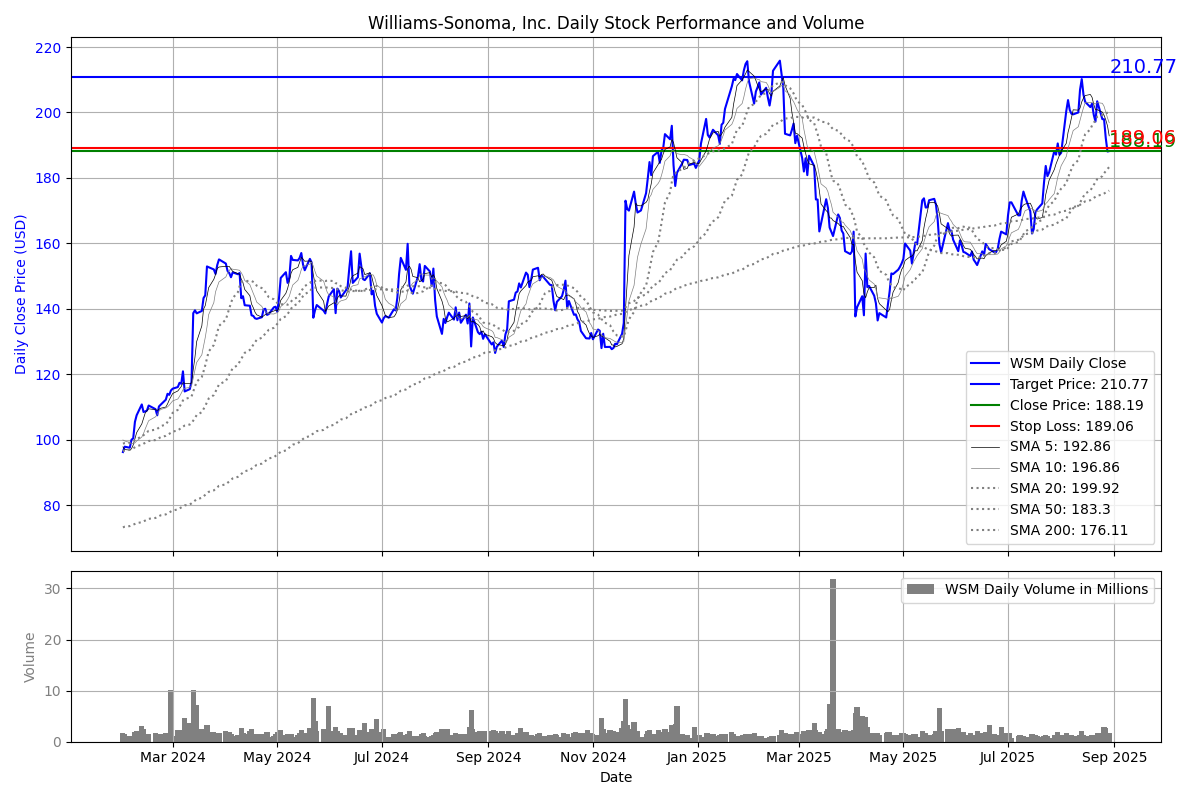 Williams-Sonoma, Inc. Daily Stock Performance and Volume
Daily Close Price (USD)
220
200
180
160
140
120
100
80
210.77
189.06
188.19
WSM Daily Close
Target Price: 210.77
Close Price: 188.19
Stop Loss: 189.06
SMA 5: 192.86
SMA 10: 196.86
SMA 20: 199.92
SMA 50: 183.3
SMA 200: 176.11
Volume
30
20
10
0
WSM Daily Volume in Millions
Mar 2024 May 2024 Jul 2024 Sep 2024 Nov 2024 Jan 2025 Mar 2025 May 2025 Jul 2025 Sep 2025
Date